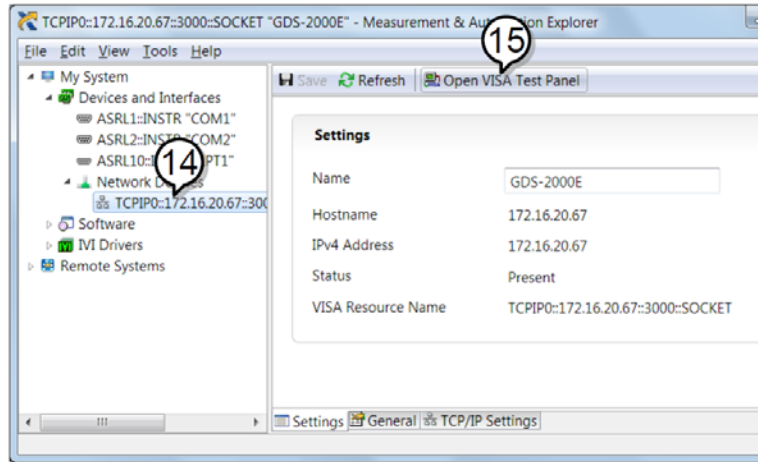 TCPIP0::172.16.20.67::3000::SOCKET "GDS-2000E" - Measurement & Au Explorer
15
File Edit View Tools Help
Save Refresh Open VISA Test Panel
My System
Devices and Interfaces
ASRL1::INSTR "COM1"
ASRL2::INSTR "COM2"
ASRL10::I PT1"
14
Network D es
TCPIP0::172.16.20.67::300
Software
IVI Drivers
Remote Systems
Settings
Name GDS-2000E
Hostname 172.16.20.67
IPv4 Address 172.16.20.67
Status Present
VISA Resource Name TCPIP0::172.16.20.67::3000::SOCKET
Settings General TCP/IP Settings